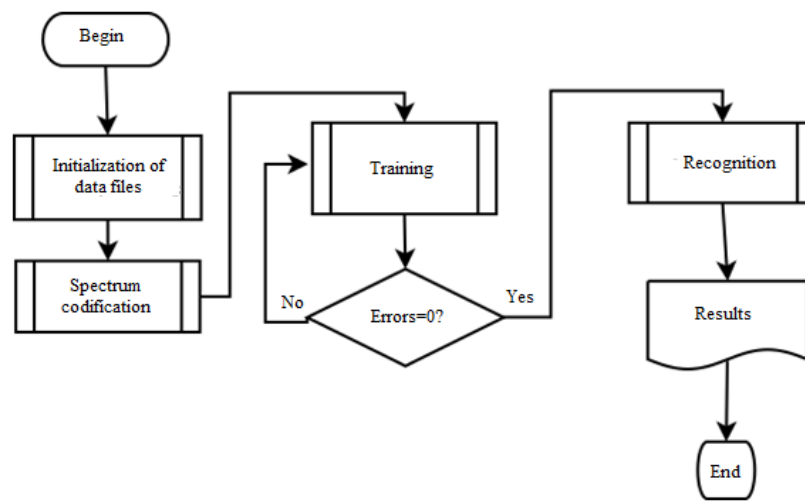 Begin
Initialization of
data files
Spectrum
codification
Training
No
Errors=0?
Yes
Recognition
Results
End